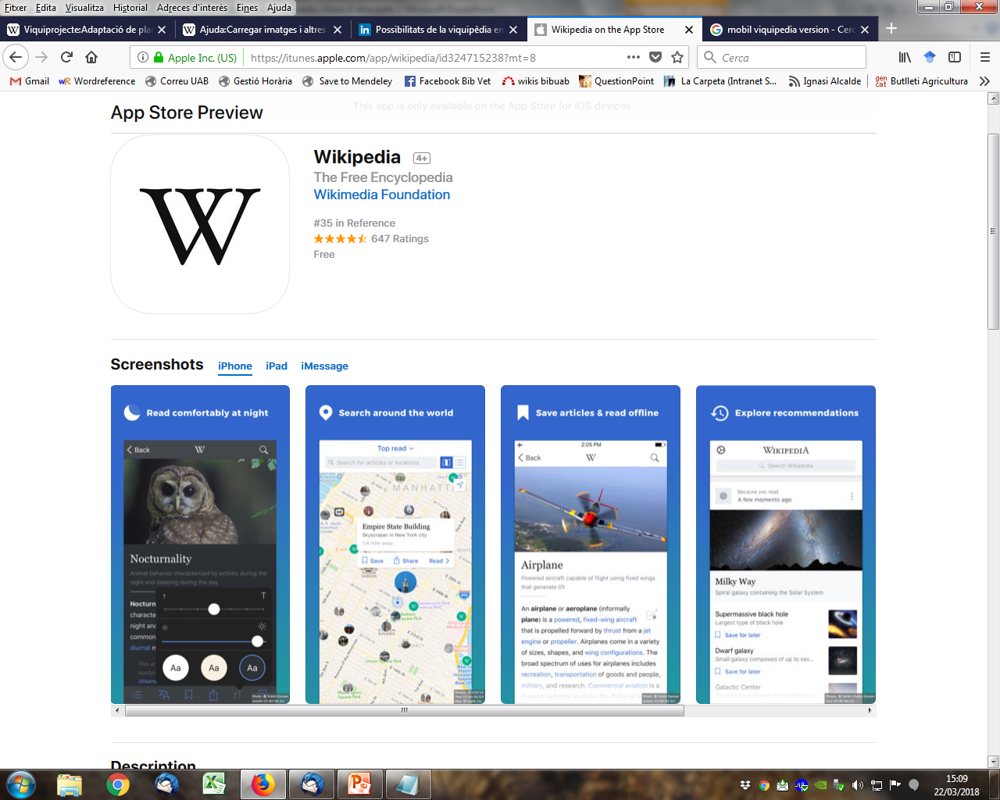 Fitxer Edita Visualitza Historial Adreces d'interès Eines Ajuda
Viquiprojecte:Adaptació de pla
Ajuda:Carregar imatges i altres
Possibilitats de la viquipèdia en
Wikipedia on the App Store
mobil viquipedia version - Cerc
Apple Inc. (US)
https://itunes.apple.com/app/wikipedia/id324715238?mt=8
Cerca
Gmail
Wordreference
Correu UAB
Gestió Horària
Save to Mendeley
Facebook Bib Vet
wikis bibuab
QuestionPoint
La Carpeta (Intranet S...
Ignasi Alcalde
Butlletí Agricultura
This app is only available on the App Store for iOS devices.
App Store Preview
W
Wikipedia 4+
The Free Encyclopedia
Wikimedia Foundation
#35 in Reference
647 Ratings
Free
Screenshots iPhone iPad iMessage
Read comfortably at night
Back W
Nocturnality
Animal behavior characterized by activity during the
night and sleeping during the day
Nocturn
characte
night and
common
diurnal m
Aa Aa Aa
Search around the world
Top read
Search for articles or locations
MANHATTA
Empire State Building
Skyscraper in New York city
1/4 mile away
Save Share Read
Save articles & read offline
2:05 PM
Back W
Airplane
Powered aircraft capable of flight using fixed wings
that generate lift
An airplane or aeroplane (informally
plane) is a powered, fixed-wing aircraft
that is propelled forward by thrust from a jet
engine or propeller. Airplanes come in a variety
of sizes, shapes, and wing configurations. The
broad spectrum of uses for airplanes includes
recreation, transportation of goods and people,
military, and research. Commercial aviation is a
Explore recommendations
WIKIPEDIA
Search Wikipedia
Because you read
A few moments ago
Milky Way
Spiral galaxy containing the Solar System
Supermassive black hole
Largest type of black hole
Save for later
Dwarf galaxy
Small galaxy composed of up to sev...
Save for later
Galactic Center
Description
15:09
22/03/2018